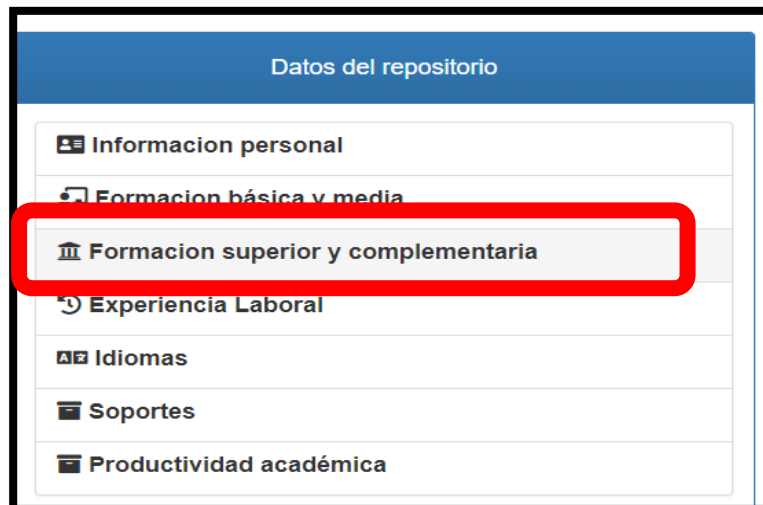 Datos del repositorio
Informacion personal
Formacion básica y media
Formacion superior y complementaria
Experiencia Laboral
Idiomas
Soportes
Productividad académica